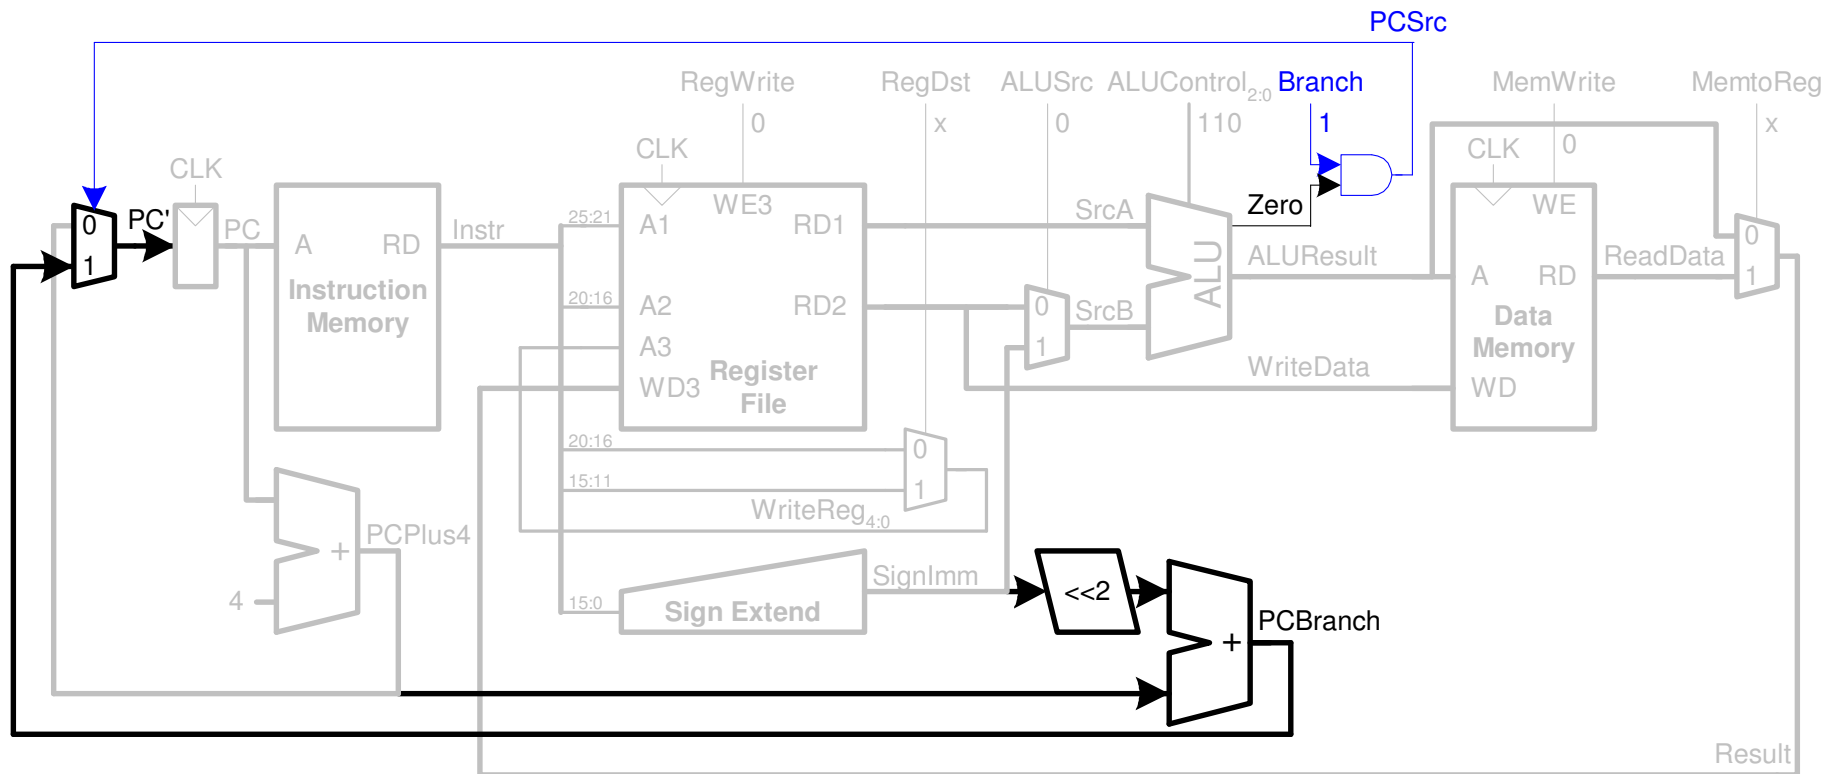 PCSrc
RegWrite RegDst ALUSrc ALUControl2:0 Branch MemWrite MemtoReg
0 x 0 110 1 0 x
CLK CLK CLK
0 PC' PC A RD Instr 25:21 A1 WE3 RD1 SrcA Zero WE 0
1
Instruction
Memory
ALU ALUResult A RD ReadData 1
20:16 A2 RD2 0 SrcB
Data
Memory
A3 1
WD3 Register
File
WriteData WD
20:16 0
15:11 1
WriteReg4:0
PCPlus4
+
4
SignImm <<2
15:0 Sign Extend
PCBranch
+
Result